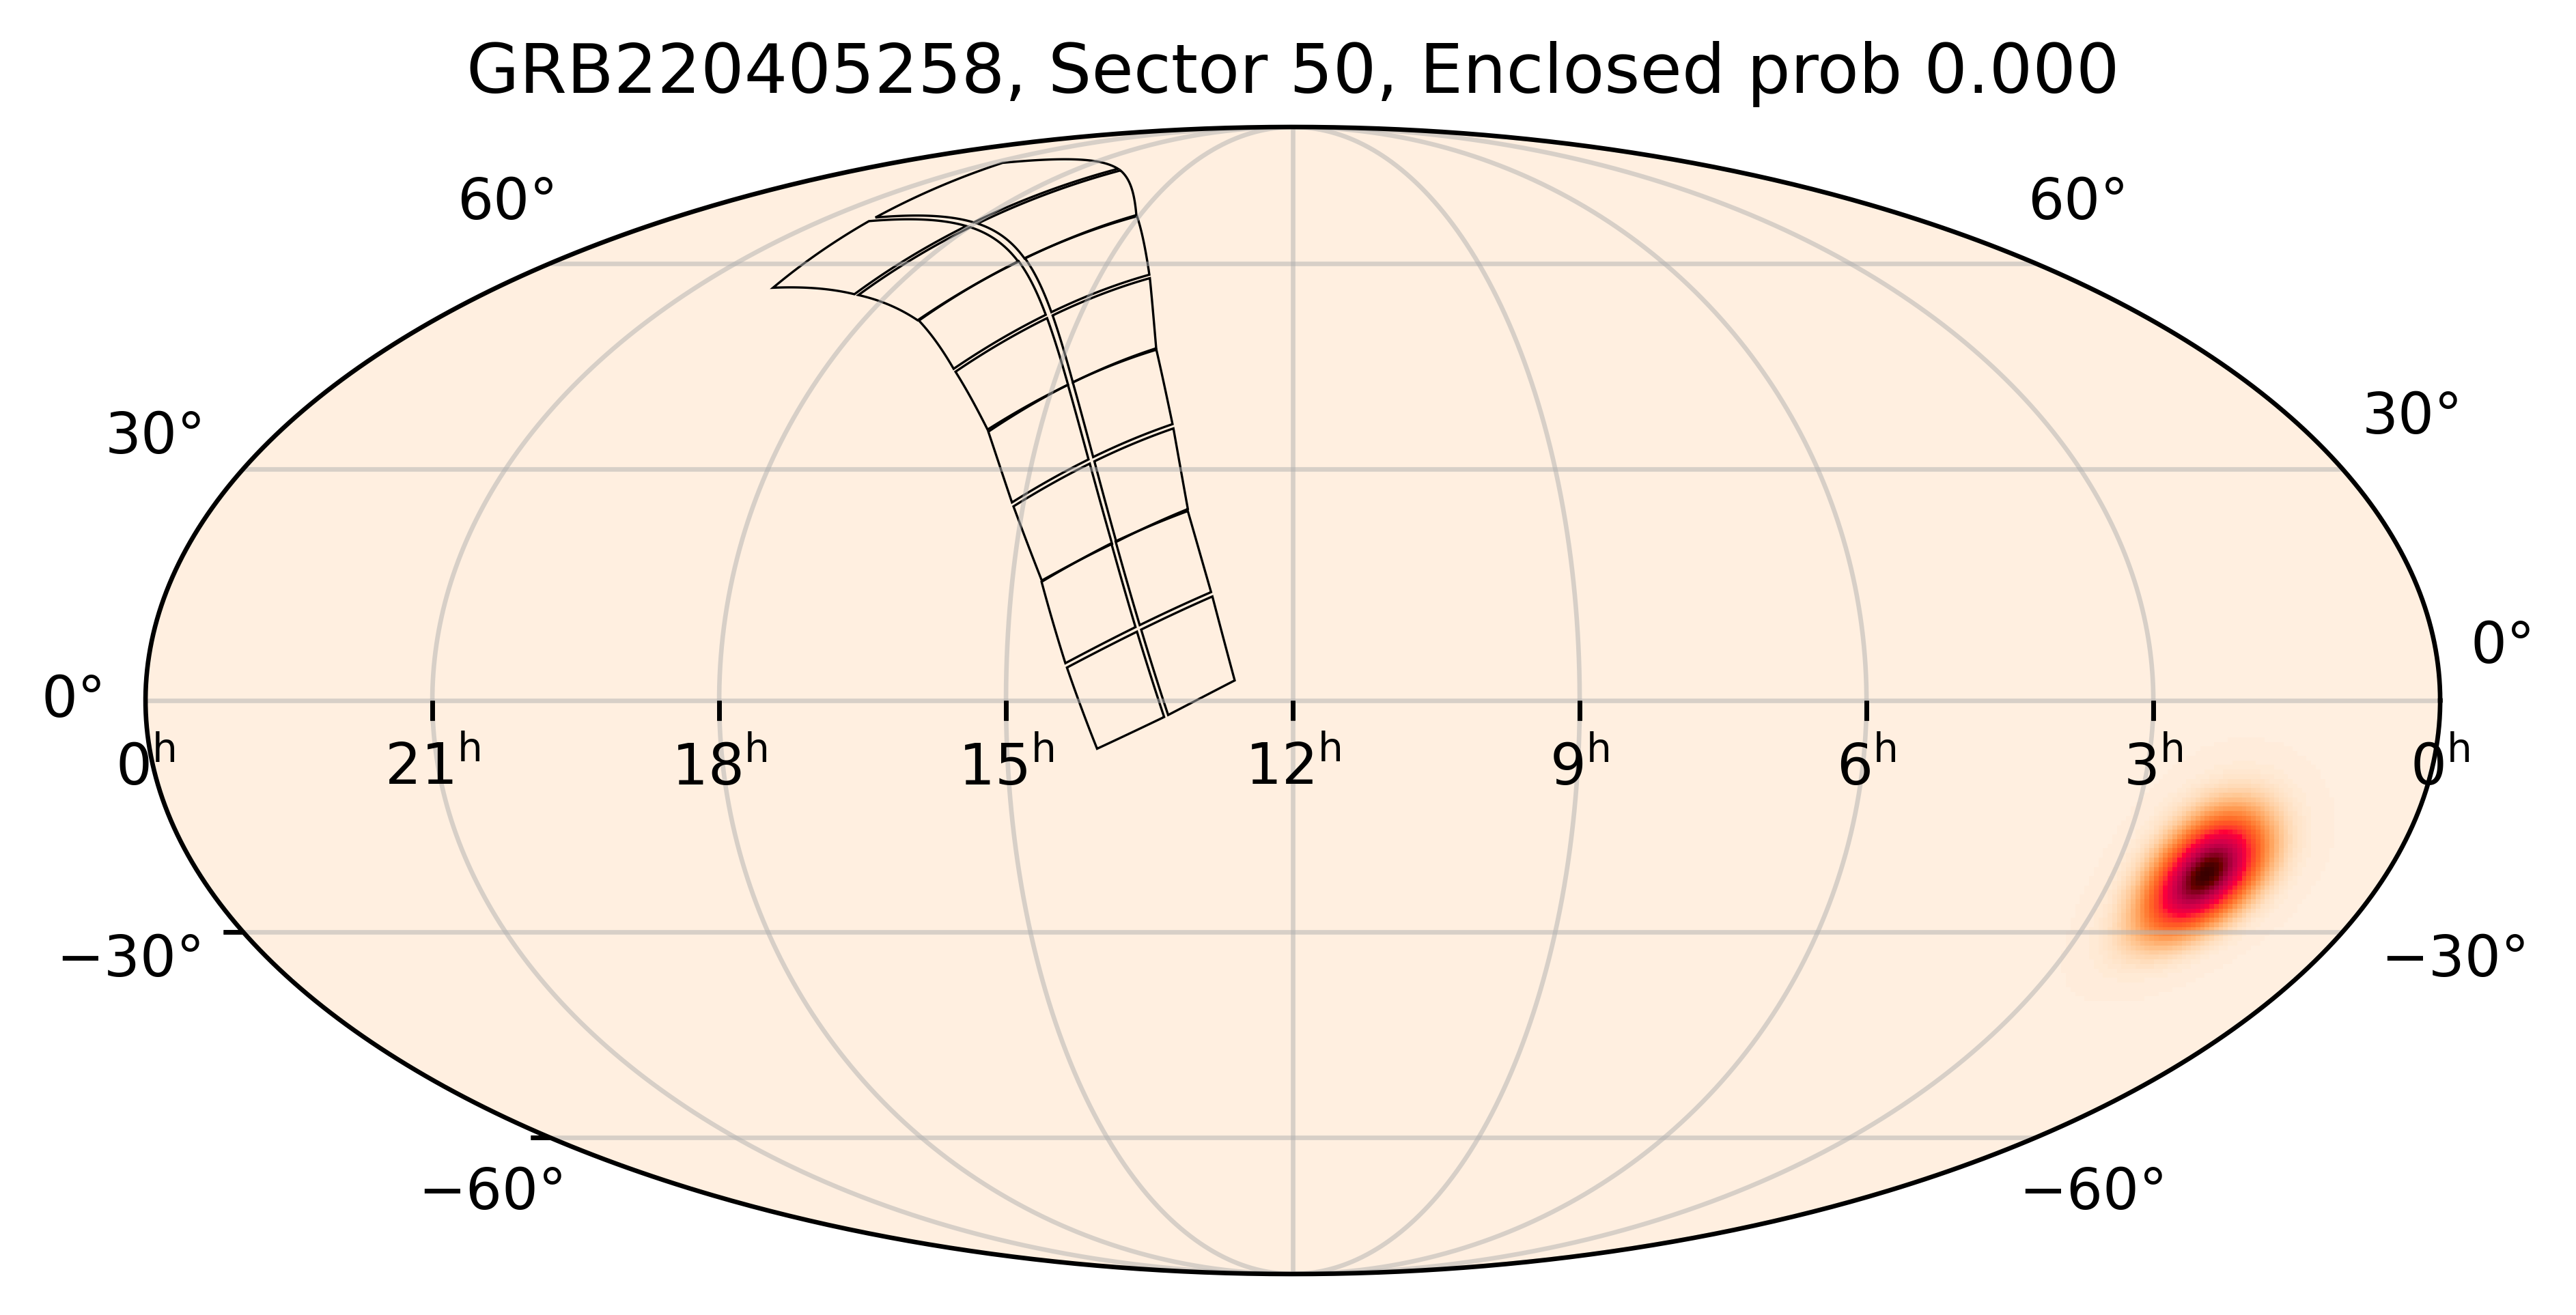 GRB220405258, Sector 50, Enclosed prob 0.000
60° 60°
30° 30°
0° 0°
0ʰ 21ʰ 18ʰ 15ʰ 12ʰ 9ʰ 6ʰ 3ʰ 0ʰ
−30° −30°
−60° −60°